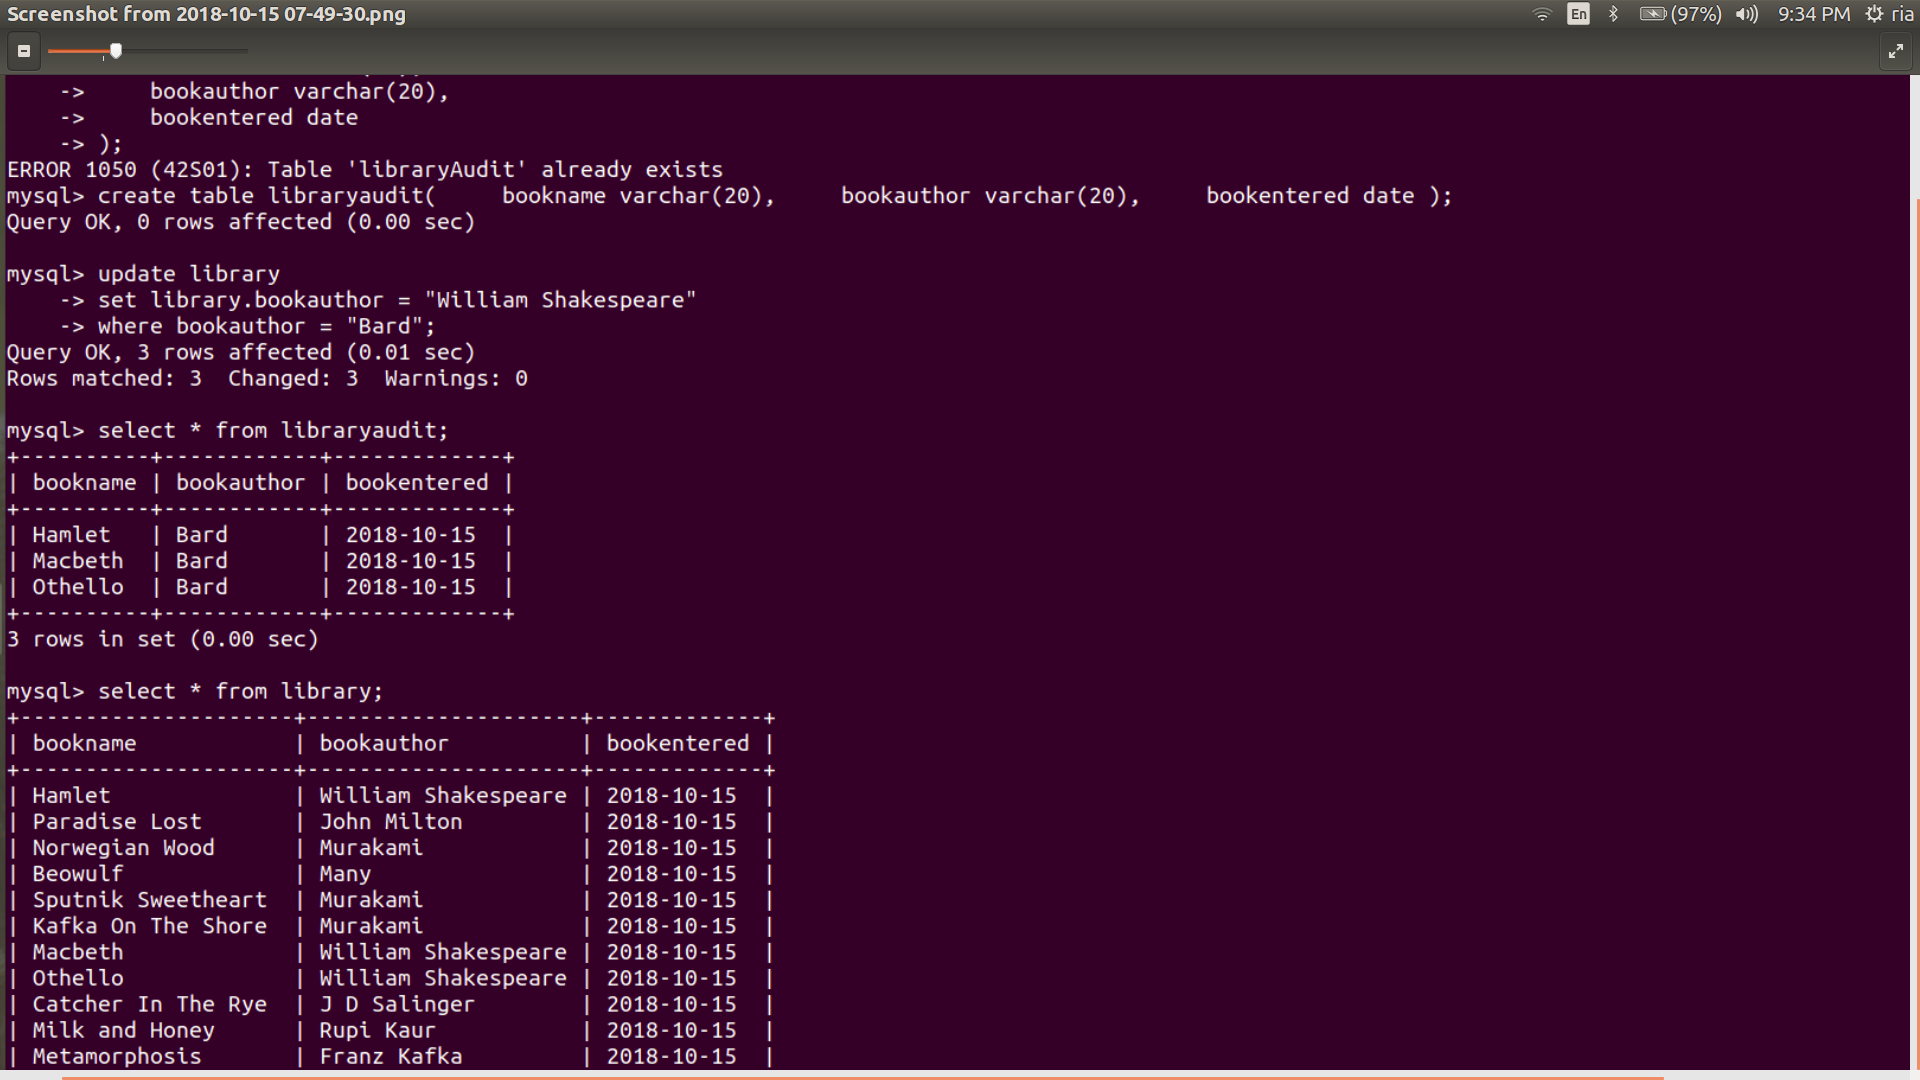 Screenshot from 2018-10-15 07-49-30.png En (97%) 9:34 PM ria
-> bookauthor varchar(20),
-> bookentered date
-> );
ERROR 1050 (42S01): Table 'libraryAudit' already exists
mysql> create table libraryaudit(     bookname varchar(20),     bookauthor varchar(20),     bookentered date );
Query OK, 0 rows affected (0.00 sec)
mysql> update library
-> set library.bookauthor = "William Shakespeare"
-> where bookauthor = "Bard";
Query OK, 3 rows affected (0.01 sec)
Rows matched: 3  Changed: 3  Warnings: 0
mysql> select * from libraryaudit;
+----------+------------+-------------+
| bookname | bookauthor | bookentered |
+----------+------------+-------------+
| Hamlet   | Bard       | 2018-10-15  |
| Macbeth  | Bard       | 2018-10-15  |
| Othello  | Bard       | 2018-10-15  |
+----------+------------+-------------+
3 rows in set (0.00 sec)
mysql> select * from library;
+---------------------+---------------------+-------------+
| bookname            | bookauthor          | bookentered |
+---------------------+---------------------+-------------+
| Hamlet              | William Shakespeare | 2018-10-15  |
| Paradise Lost       | John Milton         | 2018-10-15  |
| Norwegian Wood      | Murakami            | 2018-10-15  |
| Beowulf             | Many                | 2018-10-15  |
| Sputnik Sweetheart  | Murakami            | 2018-10-15  |
| Kafka On The Shore  | Murakami            | 2018-10-15  |
| Macbeth             | William Shakespeare | 2018-10-15  |
| Othello             | William Shakespeare | 2018-10-15  |
| Catcher In The Rye  | J D Salinger        | 2018-10-15  |
| Milk and Honey      | Rupi Kaur           | 2018-10-15  |
| Metamorphosis       | Franz Kafka         | 2018-10-15  |